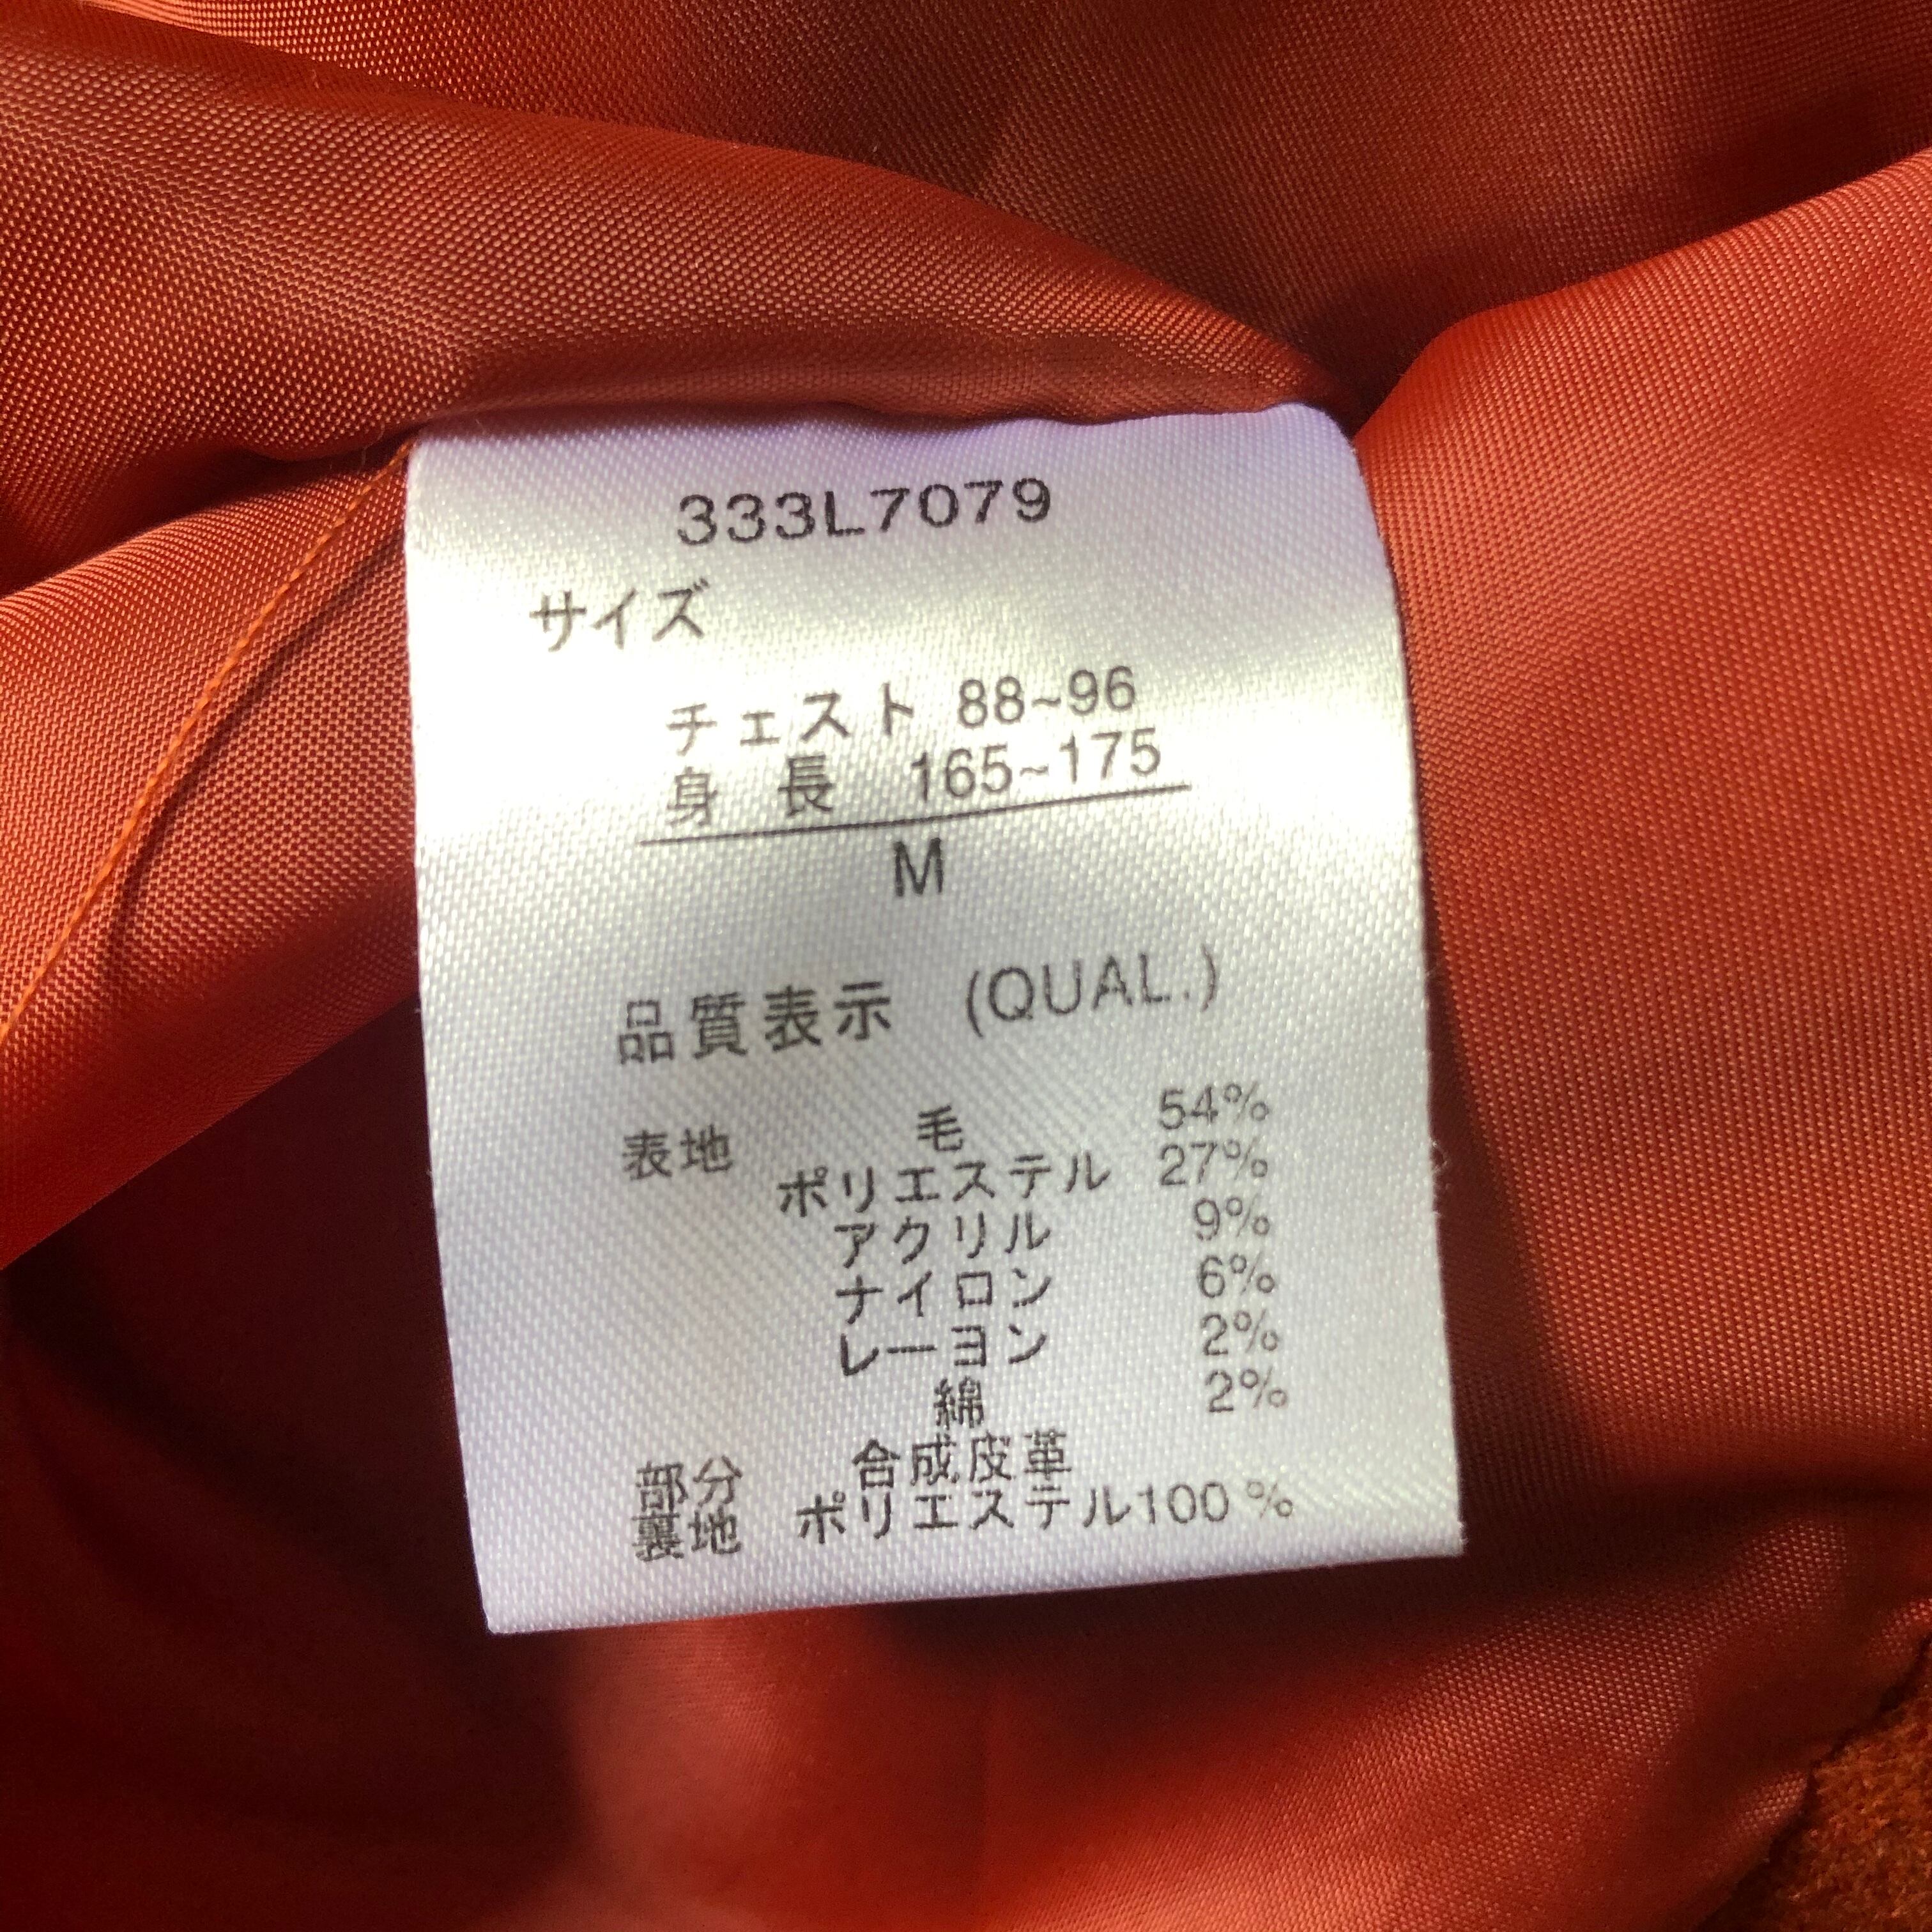 333L7079
サイズ
チェスト 88~96
身長 165~175
M
品質表示 (QUAL.)
表地 毛 54%
ポリエステル 27%
アクリル 9%
ナイロン 6%
レーヨン 2%
綿 2%
部分 合成皮革
裏地 ポリエステル100%